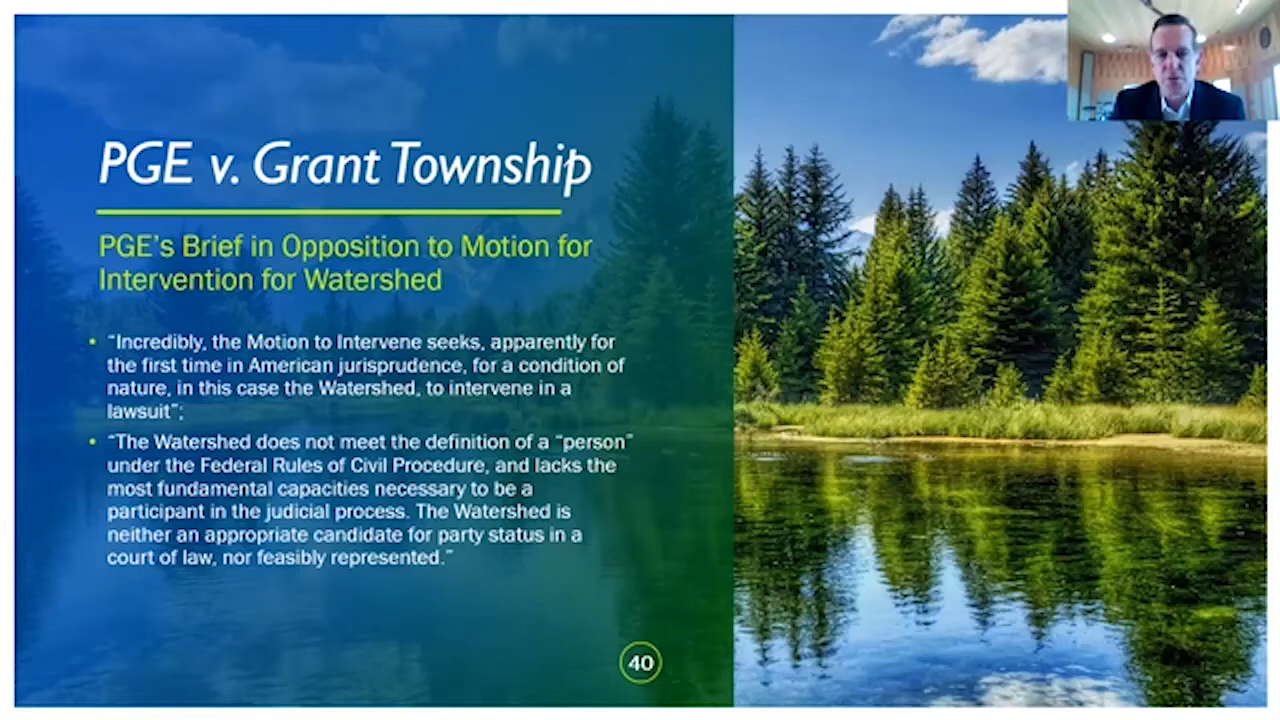 PGE v. Grant Township
PGE's Brief in Opposition to Motion for
Intervention for Watershed
• "Incredibly, the Motion to Intervene seeks, apparently for
the first time in American jurisprudence, for a condition of
nature, in this case the Watershed, to intervene in a
lawsuit";
• "The Watershed does not meet the definition of a "person"
under the Federal Rules of Civil Procedure, and lacks the
most fundamental capacities necessary to be a
participant in the judicial process. The Watershed is
neither an appropriate candidate for party status in a
court of law, nor feasibly represented."
40